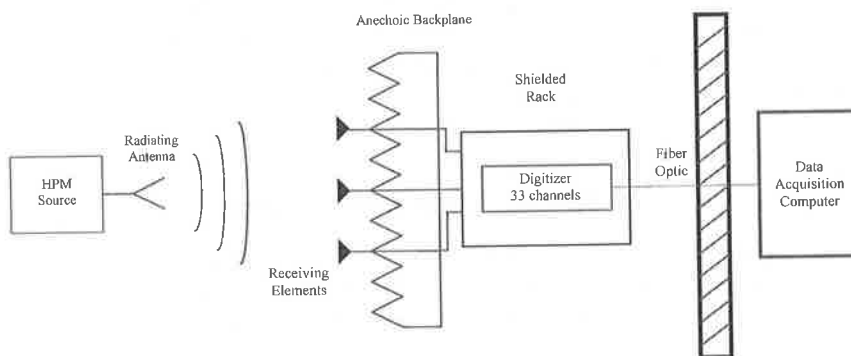 Anechoic Backplane
Shielded
Rack
Radiating
Antenna
HPM
Source
Fiber
Optic
Digitizer
33 channels
Data
Acquisition
Computer
Receiving
Elements